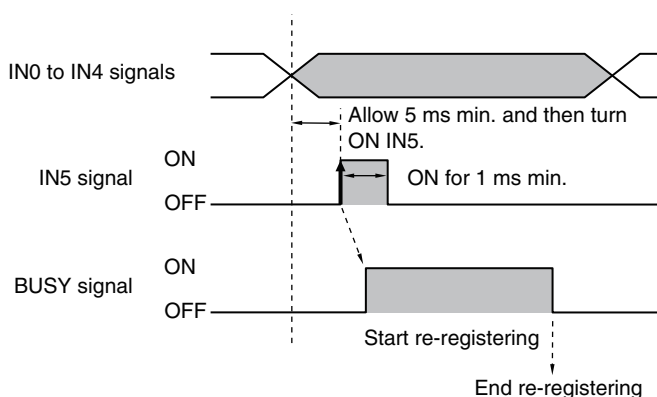 IN0 to IN4 signals
Allow 5 ms min. and then turn
ON IN5.
ON
IN5 signal
ON for 1 ms min.
OFF
ON
BUSY signal
OFF
Start re-registering
End re-registering